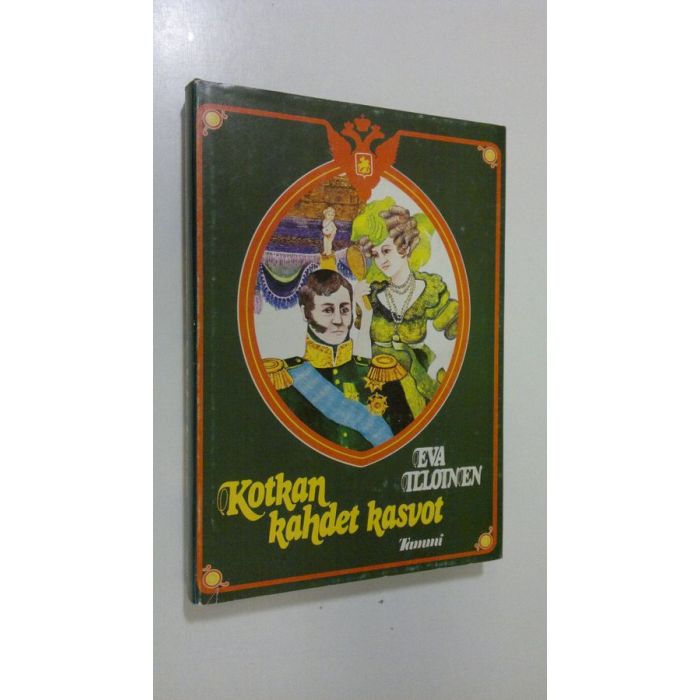 EVA
ILLOINEN
Kotkan
kahdet kasvot
Tammi